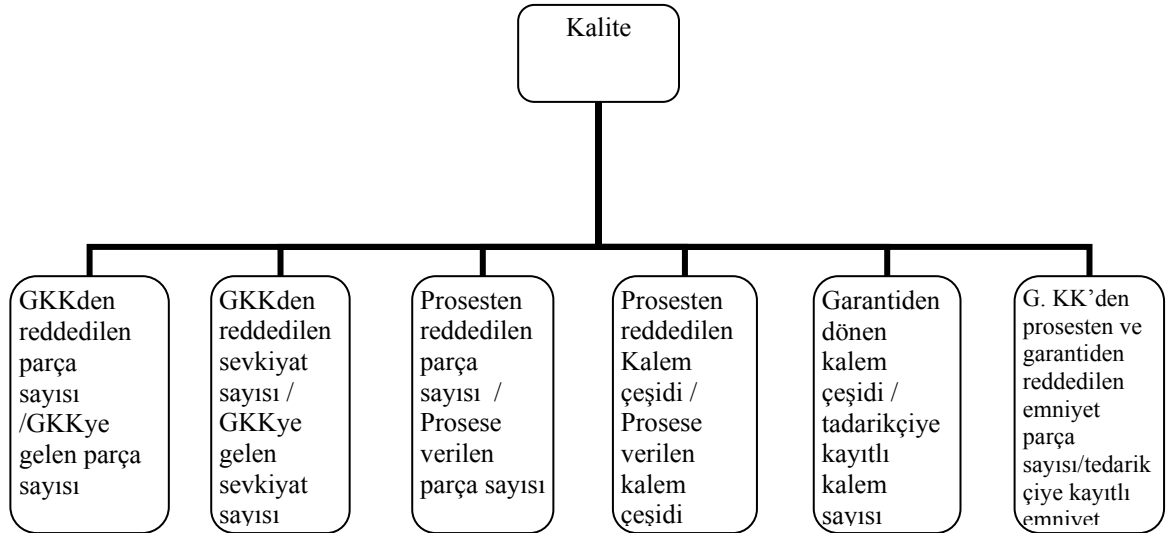 Kalite
GKKden
reddedilen
parça
sayısı
/GKKye
gelen parça
sayısı
GKKden
reddedilen
sevkiyat
sayısı /
GKKye
gelen
sevkiyat
sayısı
Prosesten
reddedilen
parça
sayısı /
Prosese
verilen
parça sayısı
Prosesten
reddedilen
Kalem
çeşidi /
Prosese
verilen
kalem
çeşidi
Garantiden
dönen
kalem
çeşidi /
tadarikçiye
kayıtlı
kalem
sayısı
G. KK’den
prosesten ve
garantiden
reddedilen
emniyet
parça
sayısı/tedarik
çiye kayıtlı
emniyet